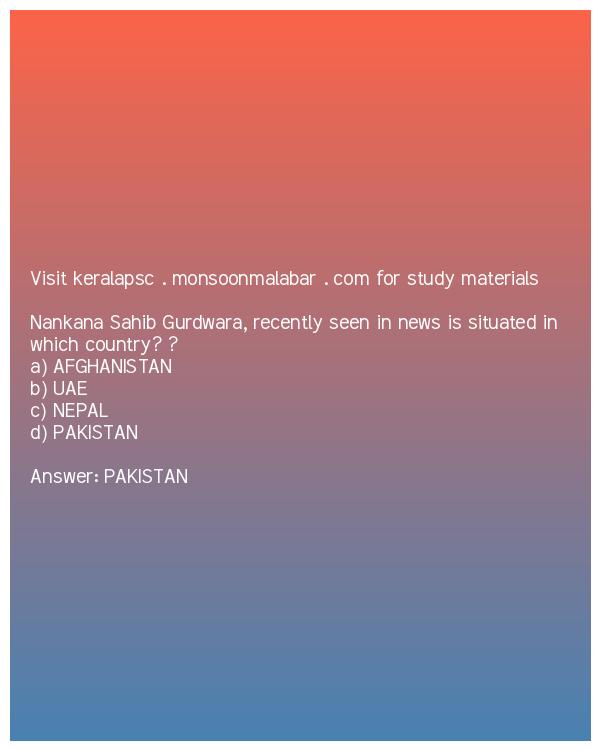 Visit keralapsc . monsoonmalabar . com for study materials
Nankana Sahib Gurdwara, recently seen in news is situated in
which country? ?
a) AFGHANISTAN
b) UAE
c) NEPAL
d) PAKISTAN
Answer: PAKISTAN